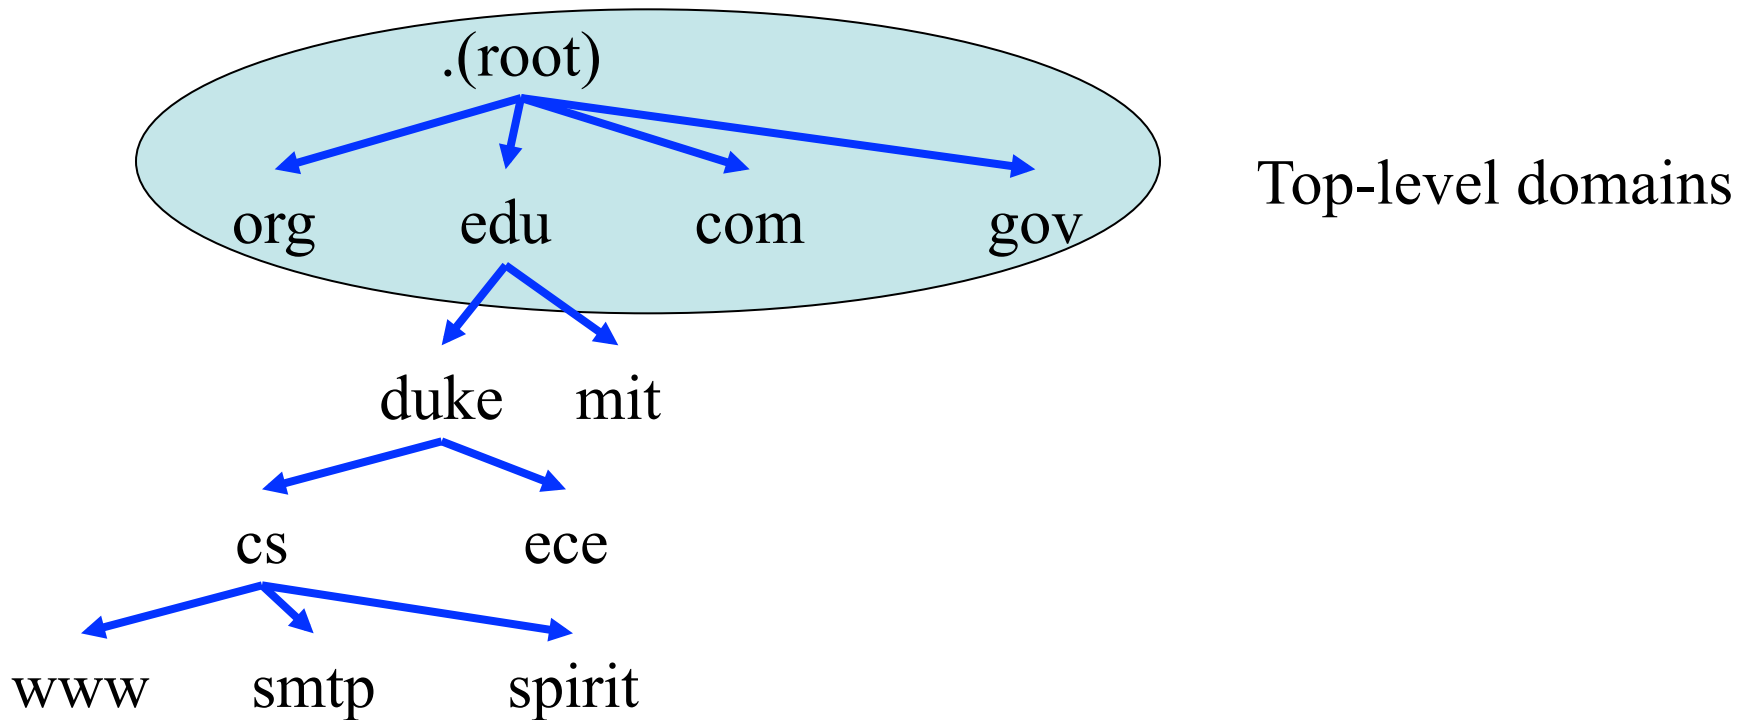 .(root)
Top-level domains
org edu com gov
duke mit
cs ece
www smtp spirit